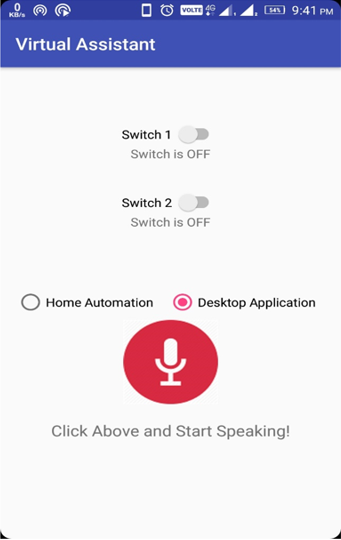 0 KB/s VOLTE 4G 54% 9:41 PM
Virtual Assistant
Switch 1
Switch is OFF
Switch 2
Switch is OFF
Home Automation Desktop Application
Click Above and Start Speaking!